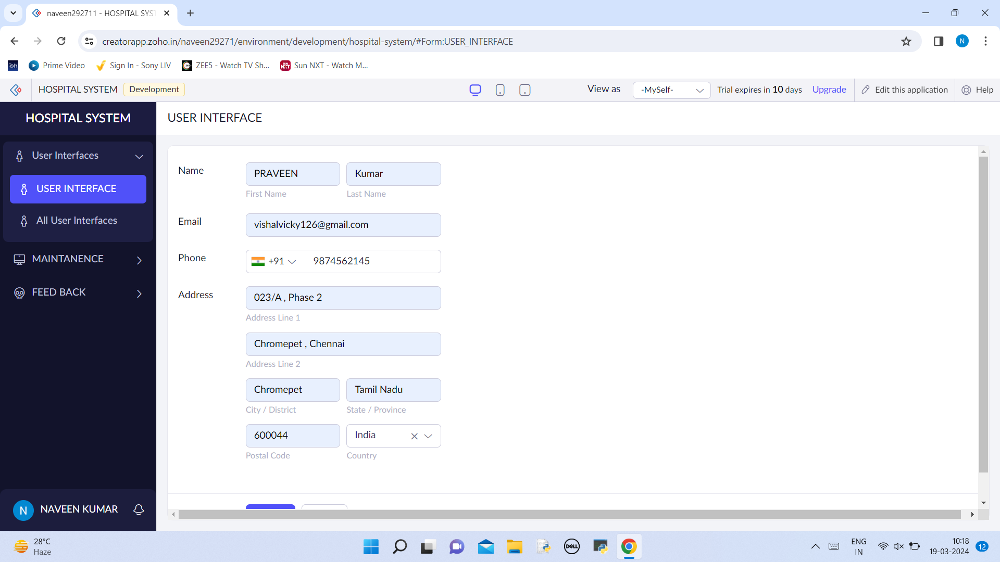 naveen292711 - HOSPITAL SYS
creatorapp.zoho.in/naveen29271/environment/development/hospital-system/#Form:USER_INTERFACE
N
Prime Video
Sign In - Sony LIV
ZEE5 - Watch TV Sh...
Sun NXT - Watch M...
HOSPITAL SYSTEM
Development
View as
-MySelf-
Trial expires in 10 days
Upgrade
Edit this application
Help
HOSPITAL SYSTEM
User Interfaces
USER INTERFACE
All User Interfaces
MAINTANENCE
FEED BACK
N
NAVEEN KUMAR
USER INTERFACE
Name
PRAVEEN
Kumar
First Name
Last Name
Email
vishalvicky126@gmail.com
Phone
+91
9874562145
Address
023/A , Phase 2
Address Line 1
Chromepet , Chennai
Address Line 2
Chromepet
Tamil Nadu
City / District
State / Province
600044
India
Postal Code
Country
28°C
Haze
DELL
ENG
IN
10:18
19-03-2024
12